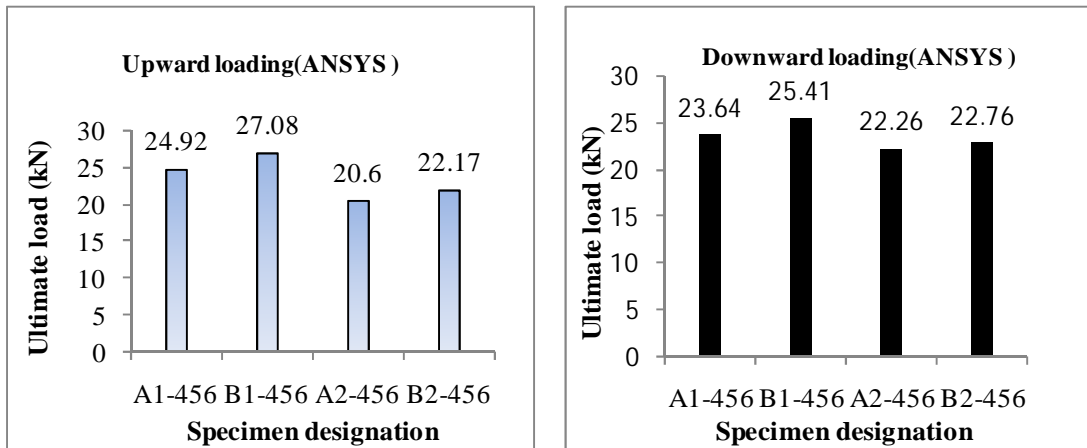 Upward loading(ANSYS )
24.92
27.08
20.6
22.17
30
25
20
15
10
5
0
Ultimate load (kN)
A1-456 B1-456 A2-456 B2-456
Specimen designation
Downward loading(ANSYS )
23.64
25.41
22.26
22.76
30
25
20
15
10
5
0
Ultimate load (kN)
A1-456 B1-456 A2-456 B2-456
Specimen designation